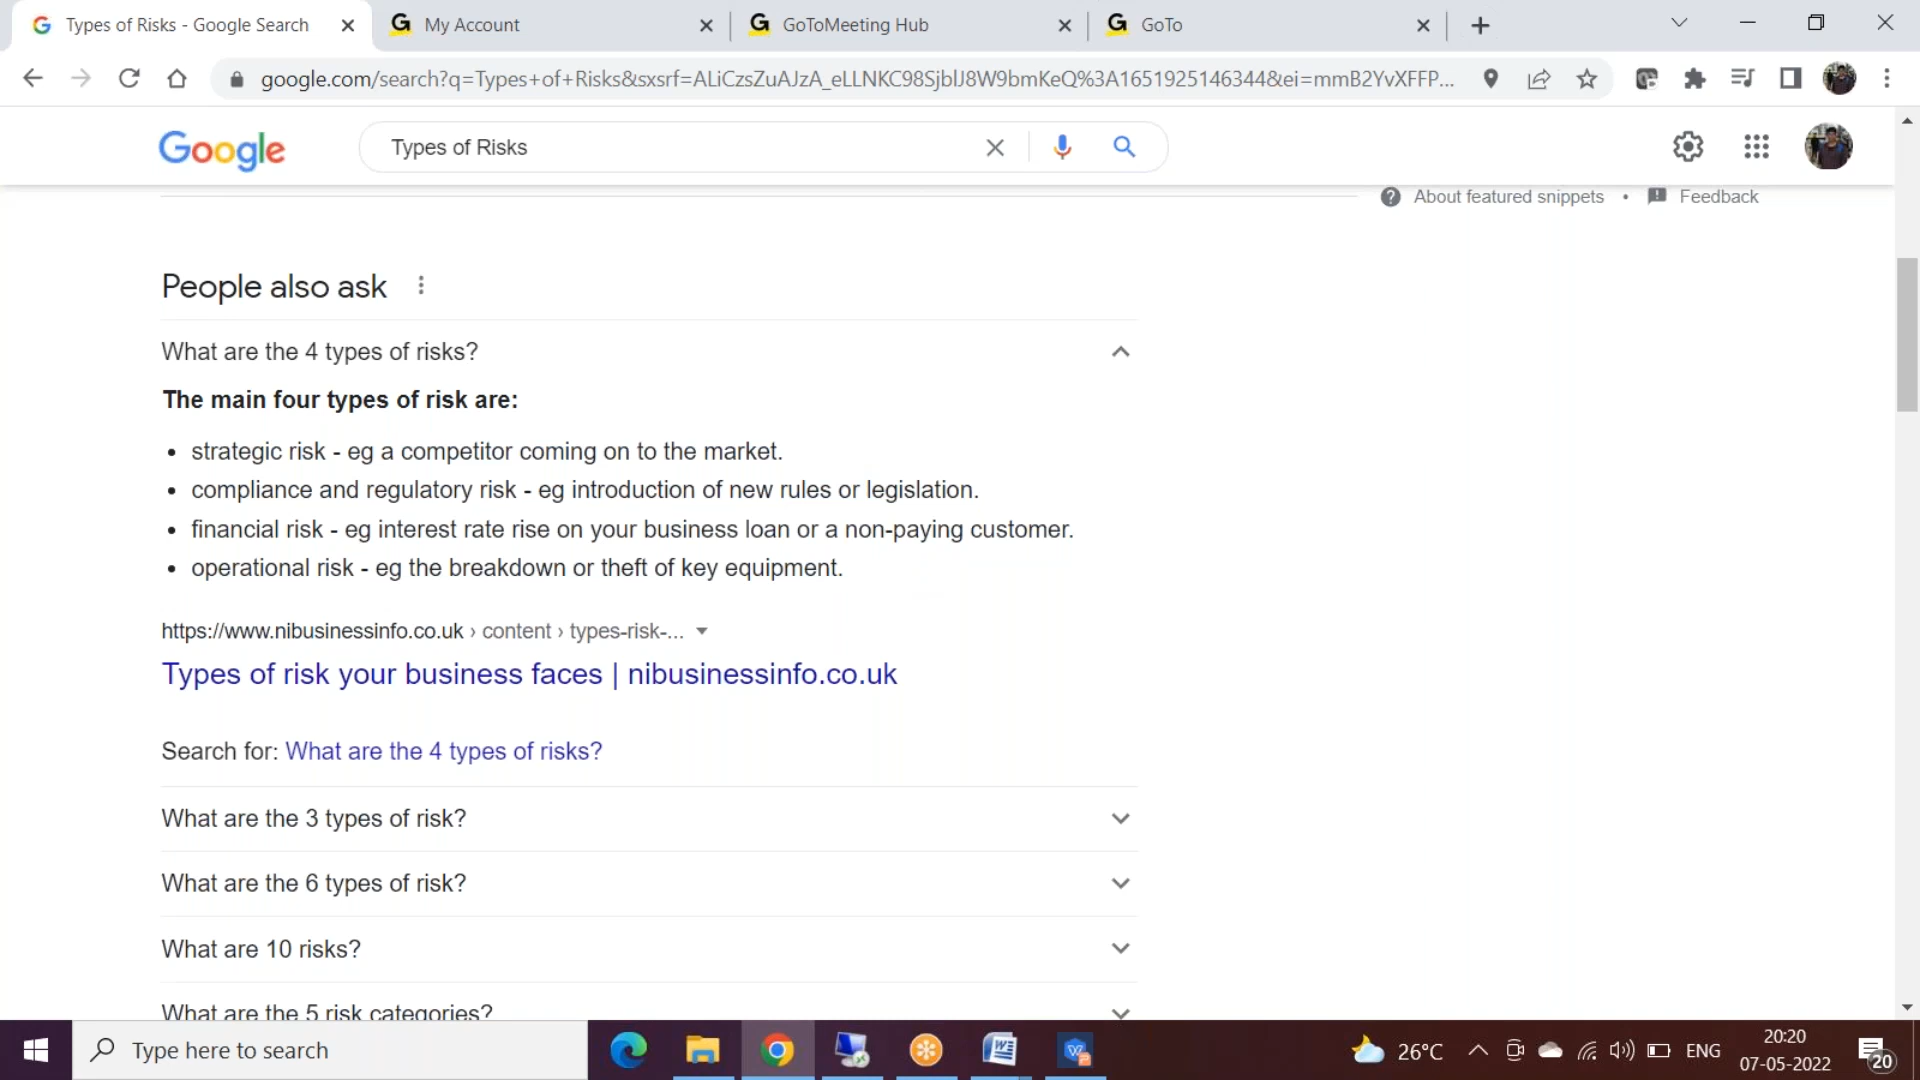 Types of Risks - Google Search
My Account
GoToMeeting Hub
GoTo
google.com/search?q=Types+of+Risks&sxsrf=ALiCzsZuAJzA_eLLNKC98SjblJ8W9bmKeQ%3A1651925146344&ei=mmB2YvXFFP...
Google
Types of Risks
About featured snippets • Feedback
People also ask
What are the 4 types of risks?
The main four types of risk are:
• strategic risk - eg a competitor coming on to the market.
• compliance and regulatory risk - eg introduction of new rules or legislation.
• financial risk - eg interest rate rise on your business loan or a non-paying customer.
• operational risk - eg the breakdown or theft of key equipment.
https://www.nibusinessinfo.co.uk › content › types-risk-...
Types of risk your business faces | nibusinessinfo.co.uk
Search for: What are the 4 types of risks?
What are the 3 types of risk?
What are the 6 types of risk?
What are 10 risks?
What are the 5 risk categories?
Type here to search
26°C
ENG
20:20
07-05-2022
20